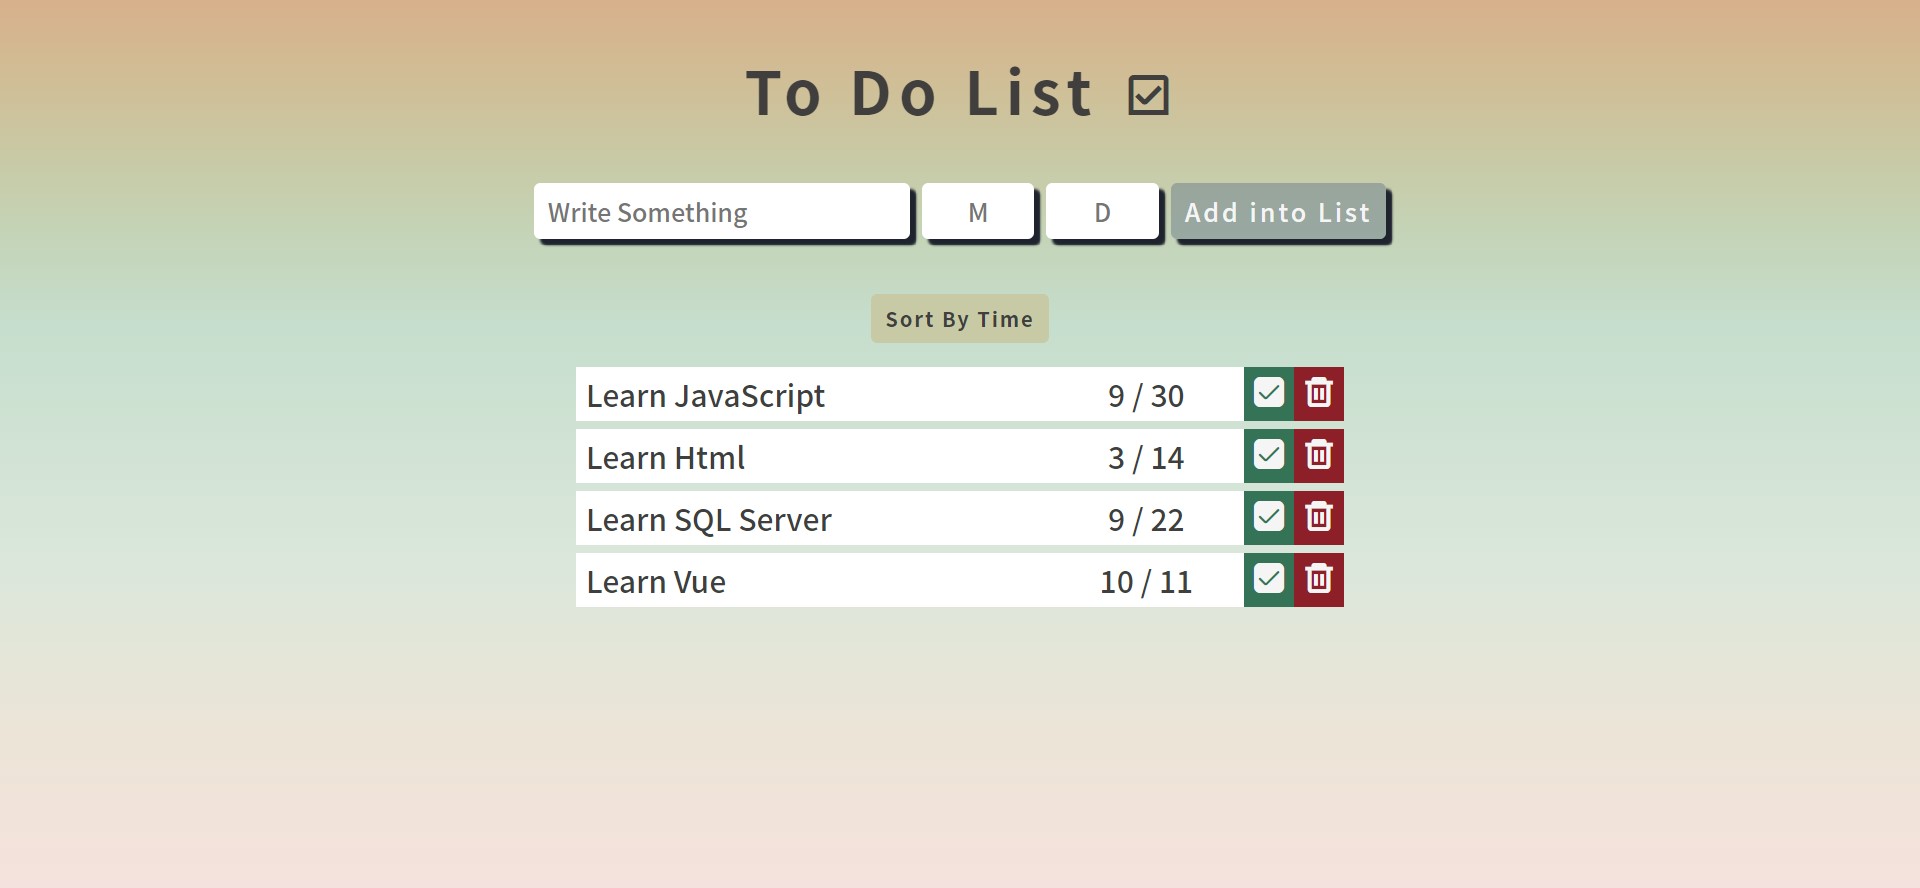 To Do List
Write Something M D Add into List
Sort By Time
Learn JavaScript 9 / 30
Learn Html 3 / 14
Learn SQL Server 9 / 22
Learn Vue 10 / 11